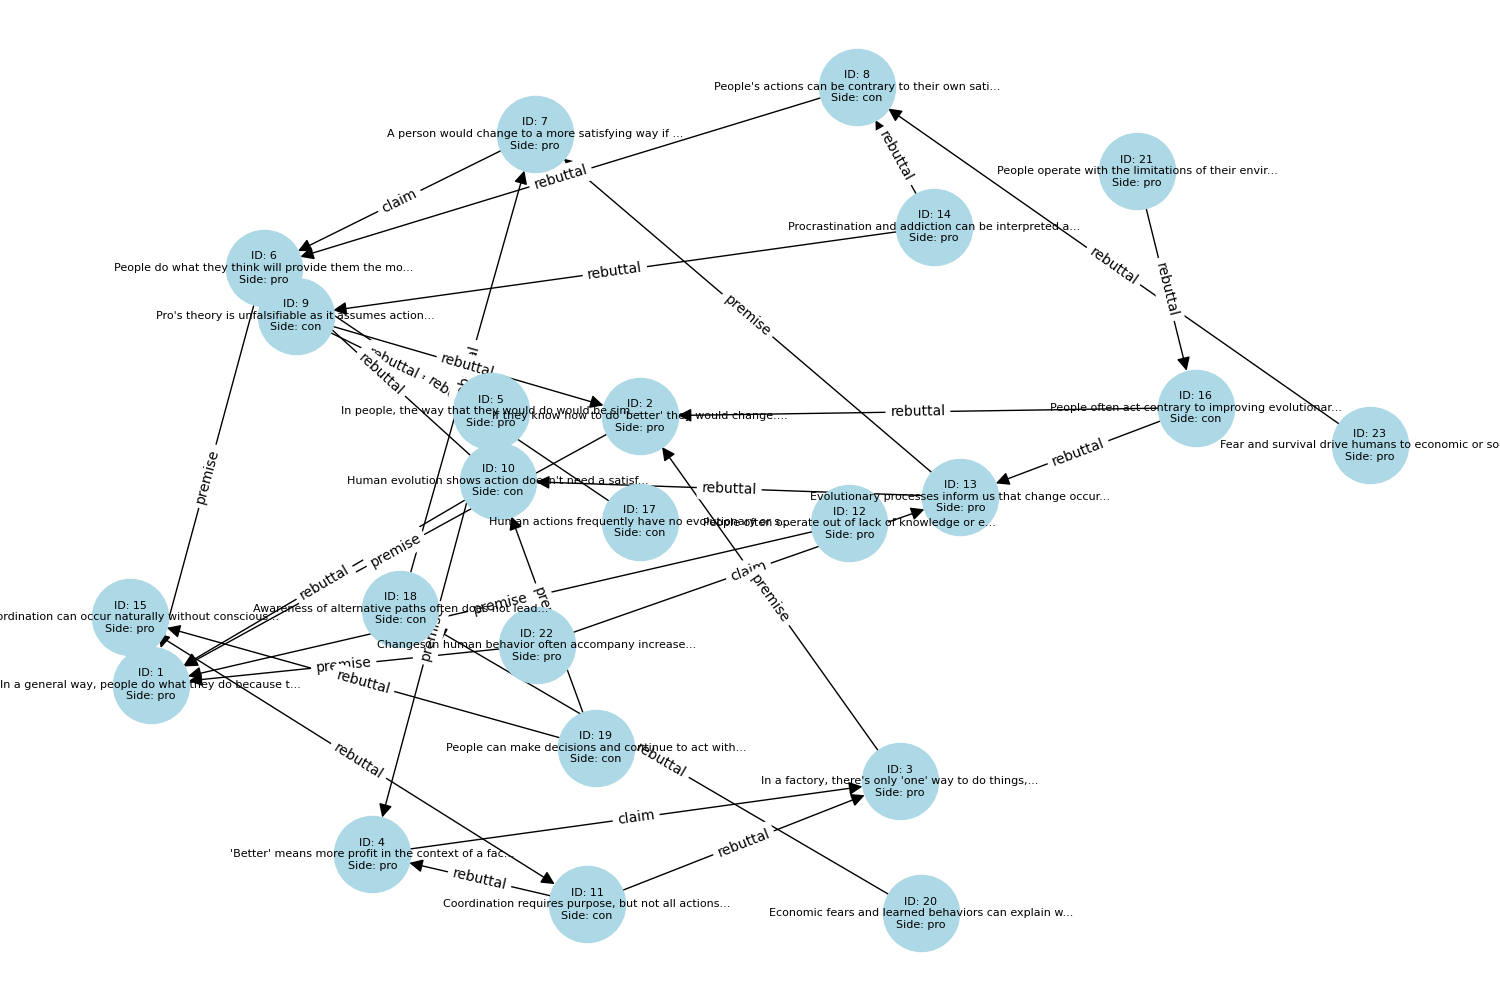 ID: 8
People's actions can be contrary to their own sati...
Side: con
ID: 7
A person would change to a more satisfying way if ...
Side: pro
ID: 21
People operate with the limitations of their envir...
Side: pro
rebuttal
rebuttal
claim
ID: 14
Procrastination and addiction can be interpreted a...
Side: pro
ID: 6
People do what they think will provide them the mo...
Side: pro
rebuttal
rebuttal
rebuttal
ID: 9
Pro's theory is unfalsifiable as it assumes action...
Side: con
premise
rebuttal
rebuttal
rebuttal
ID: 5
In people, the way that they would do would be sim...
Side: pro
ID: 2
If they know how to do 'better' they would change....
Side: pro
rebuttal
ID: 16
People often act contrary to improving evolutionar...
Side: con
ID: 23
Fear and survival drive humans to economic or so
Side: pro
rebuttal
premise
ID: 10
Human evolution shows action doesn't need a satisf...
Side: con
rebuttal
ID: 13
Evolutionary processes inform us that change occur...
Side: pro
ID: 17
Human actions frequently have no evolutionary or s...
Side: con
ID: 12
People often operate out of lack of knowledge or e...
Side: pro
premise
rebuttal
claim
premise
premise
ID: 15
ordination can occur naturally without conscious...
Side: pro
ID: 18
Awareness of alternative paths often does not lead...
Side: con
ID: 22
Changes in human behavior often accompany increase...
Side: pro
premise
premise
ID: 1
In a general way, people do what they do because t...
Side: pro
rebuttal
ID: 19
People can make decisions and continue to act with...
Side: con
rebuttal
rebuttal
ID: 3
In a factory, there's only 'one' way to do things,...
Side: pro
claim
rebuttal
ID: 4
'Better' means more profit in the context of a fac...
Side: pro
rebuttal
ID: 11
Coordination requires purpose, but not all actions...
Side: con
ID: 20
Economic fears and learned behaviors can explain w...
Side: pro